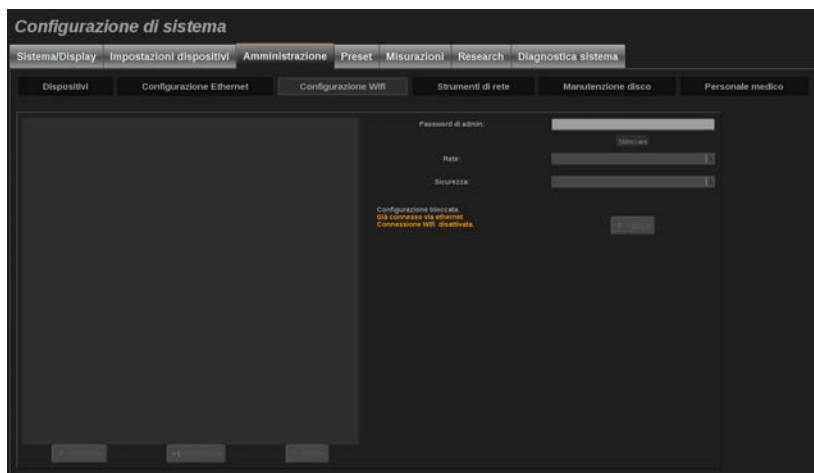 Configurazione di sistema
Sistema/Display Impostazioni dispositivi Amministrazione Preset Misurazioni Research Diagnostica sistema
Dispositivi Configurazione Ethernet Configurazione Wifi Strumenti di rete Manutenzione disco Personale medico
Password di admin:
Sbloccare
Rete:
Sicurezza:
Configurazione bloccata.
Già connesso via ethernet
Connessione Wifi disattivata.